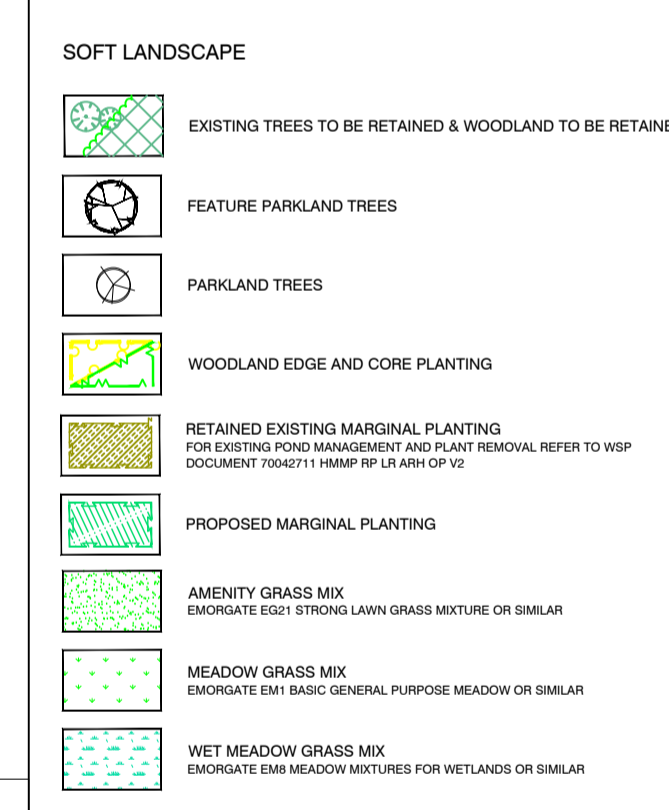 SOFT LANDSCAPE
EXISTING TREES TO BE RETAINED & WOODLAND TO BE RETAINE
FEATURE PARKLAND TREES
PARKLAND TREES
WOODLAND EDGE AND CORE PLANTING
RETAINED EXISTING MARGINAL PLANTING
FOR EXISTING POND MANAGEMENT AND PLANT REMOVAL REFER TO WSP
DOCUMENT 70042711 HMMP RP LR ARH OP V2
PROPOSED MARGINAL PLANTING
AMENITY GRASS MIX
EMORGATE EG21 STRONG LAWN GRASS MIXTURE OR SIMILAR
MEADOW GRASS MIX
EMORGATE EM1 BASIC GENERAL PURPOSE MEADOW OR SIMILAR
WET MEADOW GRASS MIX
EMORGATE EM8 MEADOW MIXTURES FOR WETLANDS OR SIMILAR